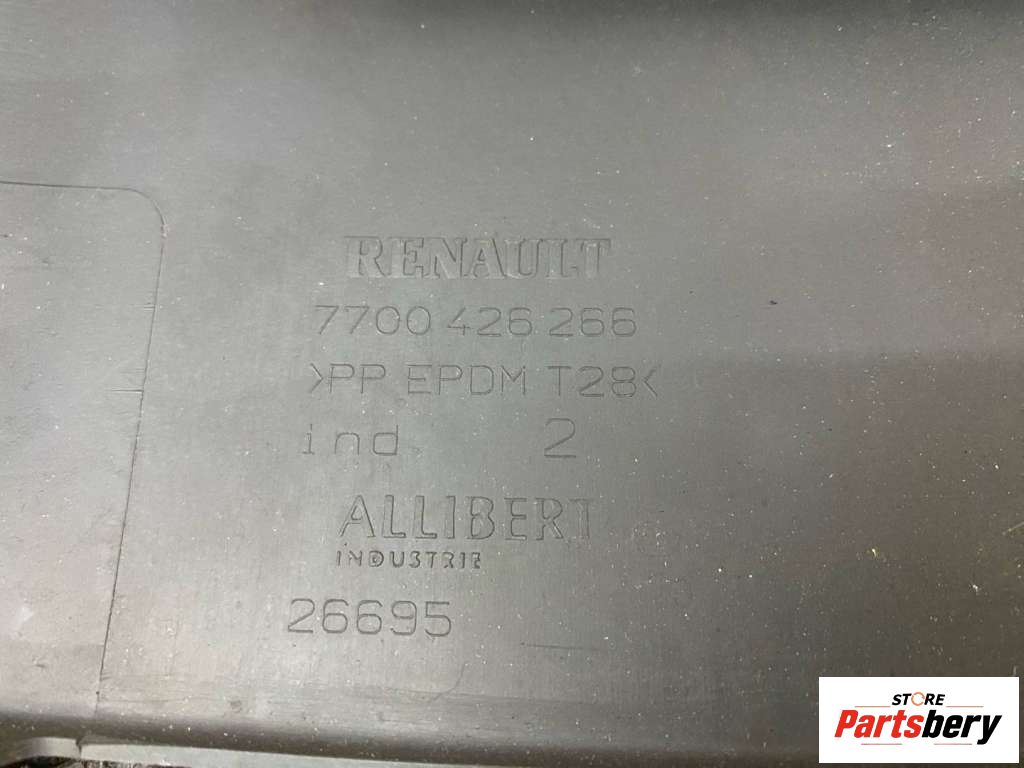 RENAULT
7700 426 266
>PP EPDM T28<
ind 2
ALLIBERT
INDUSTRIE
26695
STORE
Partsbery